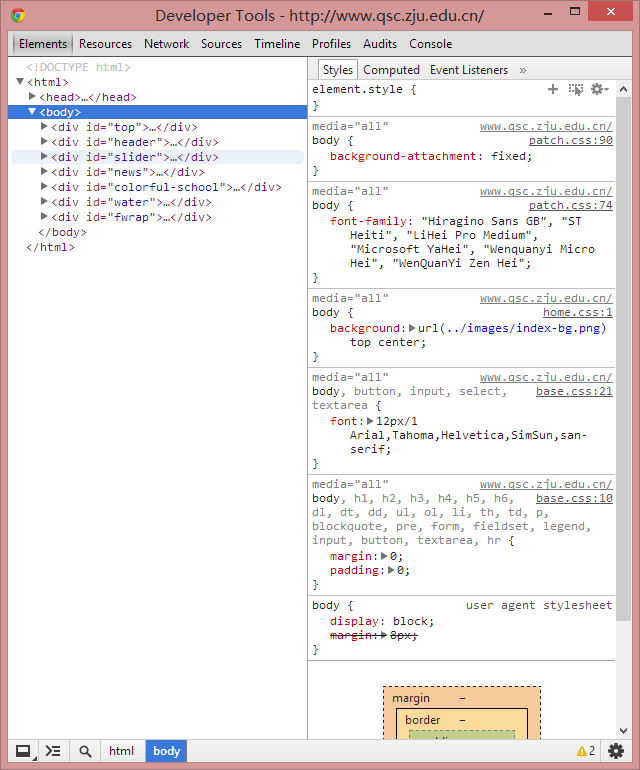 Developer Tools - http://www.qsc.zju.edu.cn/
Elements Resources Network Sources Timeline Profiles Audits Console
<!DOCTYPE html>
<html>
<head>…</head>
<body>
<div id="top">…</div>
<div id="header">…</div>
<div id="slider">…</div>
<div id="news">…</div>
<div id="colorful-school">…</div>
<div id="water">…</div>
<div id="fwrap">…</div>
</body>
</html>
Styles Computed Event Listeners »
element.style {
}
media="all" www.qsc.zju.edu.cn/
body { patch.css:90
background-attachment: fixed;
}
media="all" www.qsc.zju.edu.cn/
body { patch.css:74
font-family: "Hiragino Sans GB", "ST
Heiti", "LiHei Pro Medium",
"Microsoft YaHei", "Wenquanyi Micro
Hei", "WenQuanYi Zen Hei";
}
media="all" www.qsc.zju.edu.cn/
body { home.css:1
background: url(../images/index-bg.png)
top center;
}
media="all" www.qsc.zju.edu.cn/
body, button, input, select, base.css:21
textarea {
font: 12px/1
Arial,Tahoma,Helvetica,SimSun,san-
serif;
}
media="all" www.qsc.zju.edu.cn/
body, h1, h2, h3, h4, h5, h6, base.css:10
dl, dt, dd, ul, ol, li, th, td, p,
blockquote, pre, form, fieldset, legend,
input, button, textarea, hr {
margin: 0;
padding: 0;
}
body { user agent stylesheet
display: block;
margin: 8px;
}
margin –
border –
html body 2